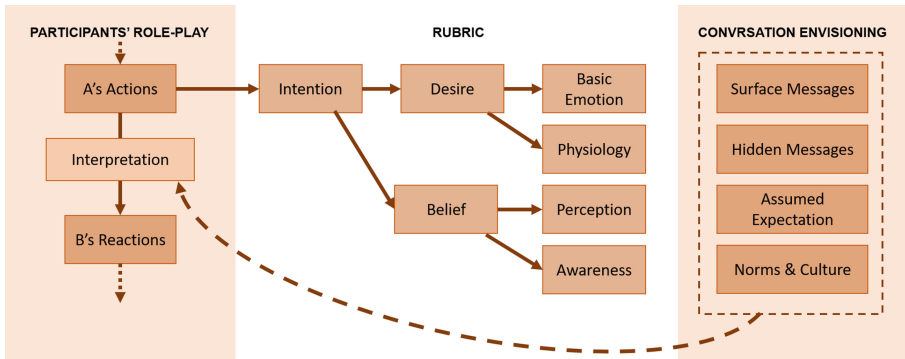 PARTICIPANTS’ ROLE-PLAY
A’s Actions
Interpretation
B’s Reactions
RUBRIC
Intention
Desire
Basic
Emotion
Physiology
Belief
Perception
Awareness
CONVRSATION ENVISIONING
Surface Messages
Hidden Messages
Assumed
Expectation
Norms & Culture